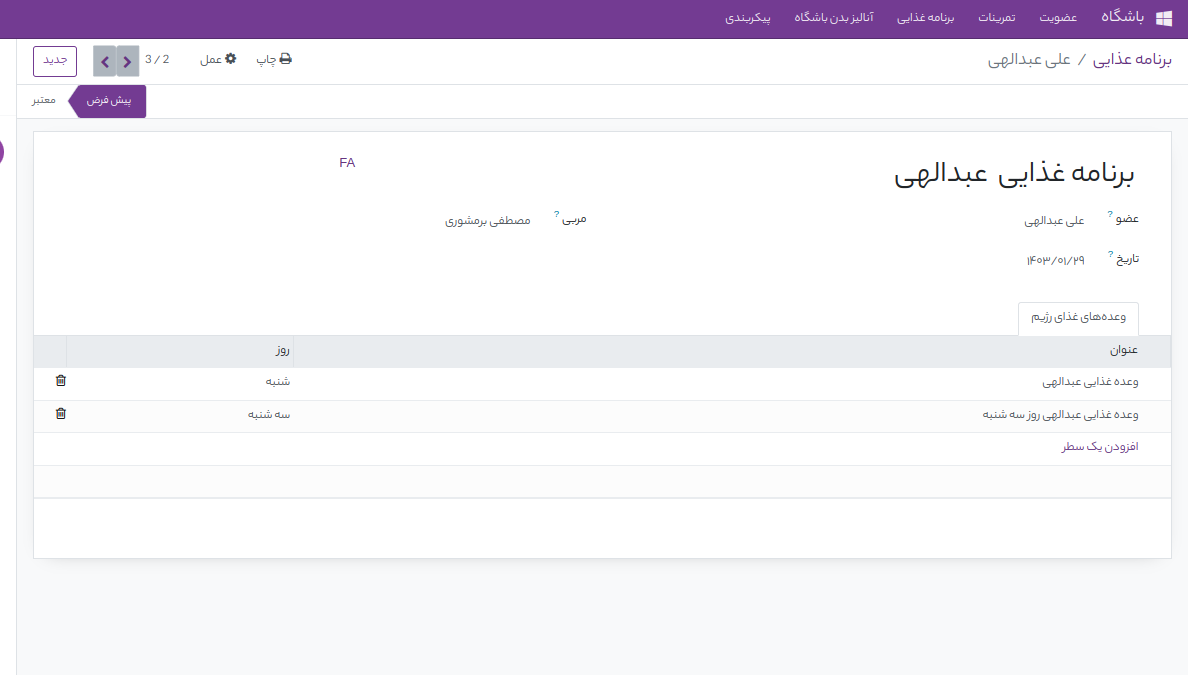 باشگاه عضویت تمرینات برنامه غذایی آنالیز بدن باشگاه پیکربندی
برنامه عذایی / علی عبدالهی چاپ عمل 3 / 2 جدید
پیش فرض معتبر
FA
برنامه غذایی عبدالهی
عضو ? علی عبدالهی مربی ? مصطفی برمشوری
تاریخ ? ۱۴۰۳/۰۱/۲۹
وعده‌های غذای رژیم
عنوان روز
وعده غذایی عبدالهی شنبه
وعده غذایی عبدالهی روز سه شنبه سه شنبه
افزودن یک سطر